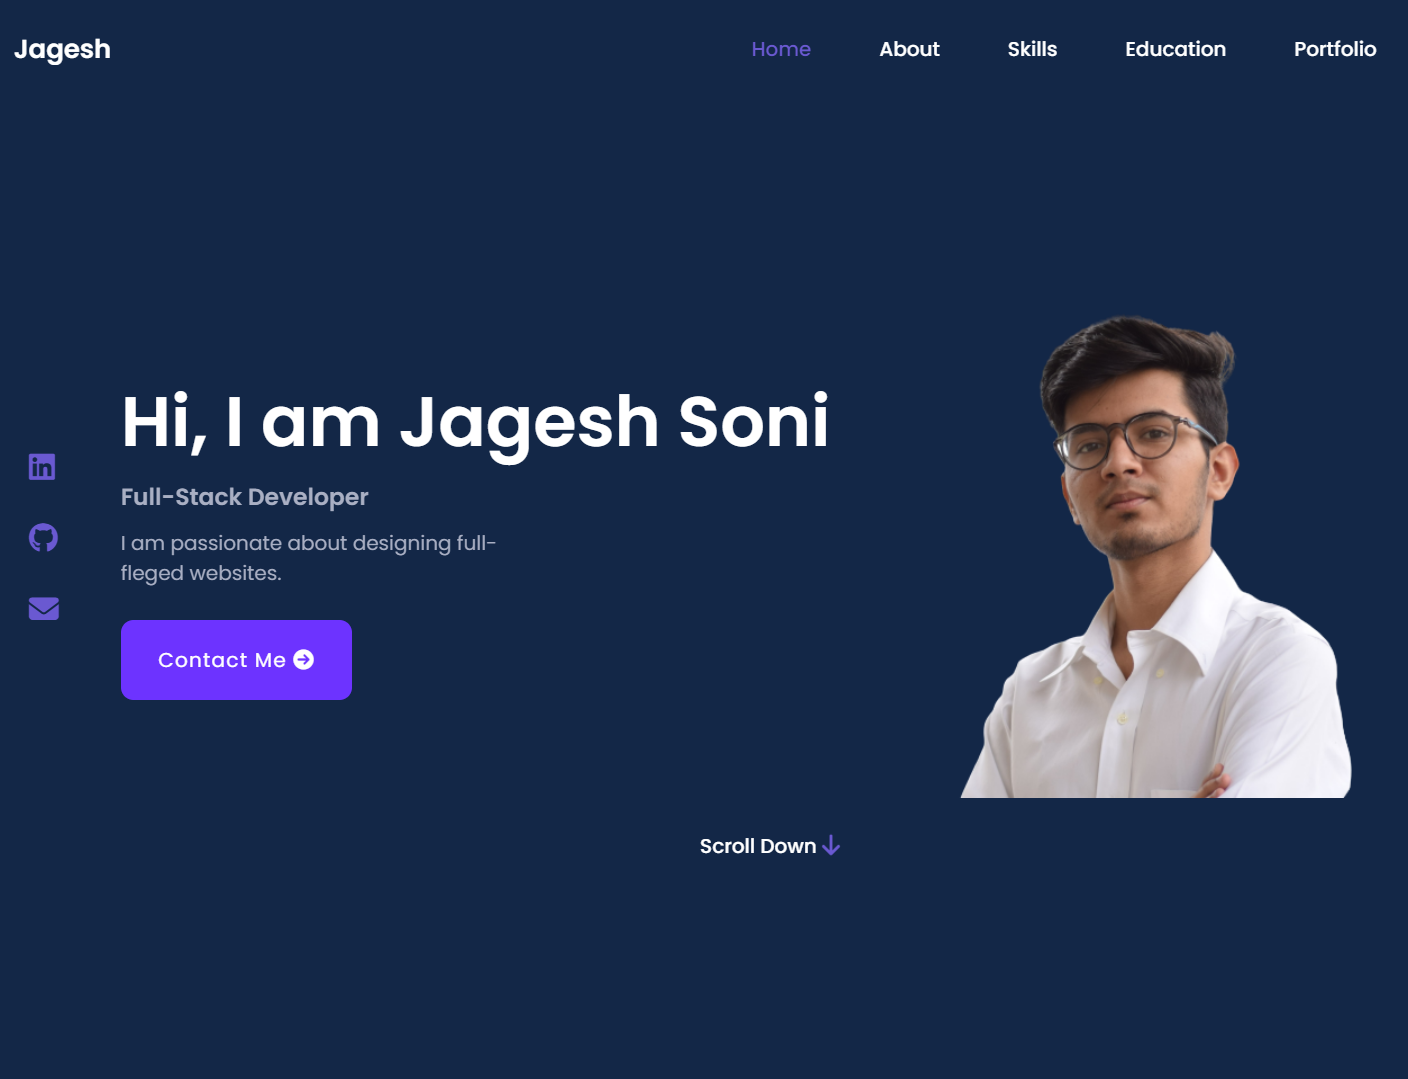 Jagesh
Home About Skills Education Portfolio
Hi, I am Jagesh Soni
Full-Stack Developer
I am passionate about designing full-
fleged websites.
Contact Me
Scroll Down